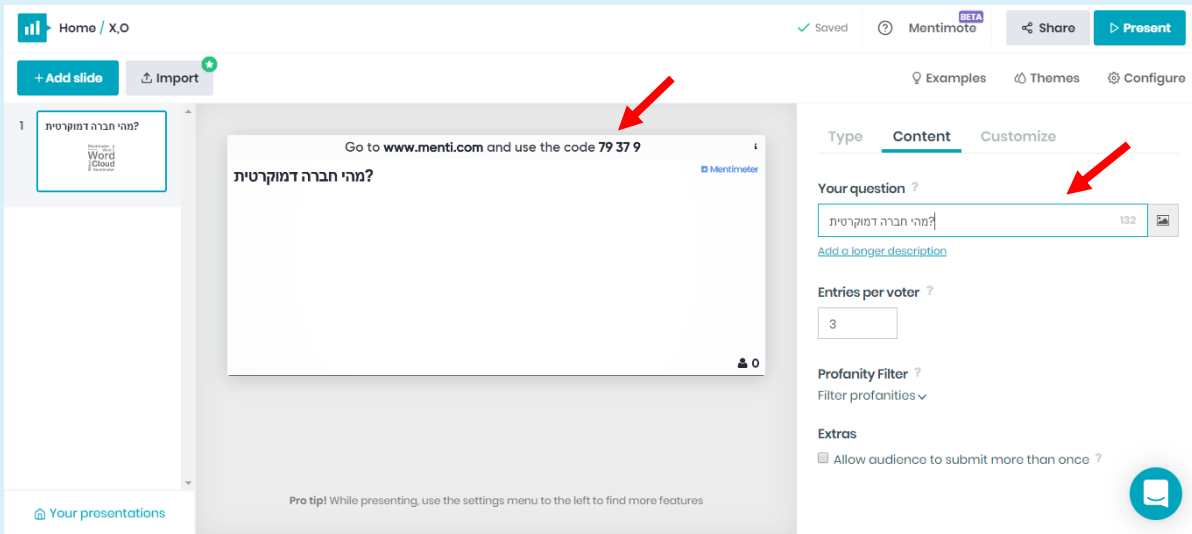 Home / X,O
Saved
Mentimote
BETA
Share
Present
+Add slide
Import
Examples
Themes
Configure
1
?מהי חברה דמוקרטית
Word
Cloud
Go to www.menti.com and use the code 79 37 9
?מהי חברה דמוקרטית
Mentimeter
0
Pro tip! While presenting, use the settings menu to the left to find more features
Your presentations
Type Content Customize
Your question ?
?מהי חברה דמוקרטית
132
Add a longer description
Entries per voter ?
3
Profanity Filter ?
Filter profanities
Extras
Allow audience to submit more than once ?